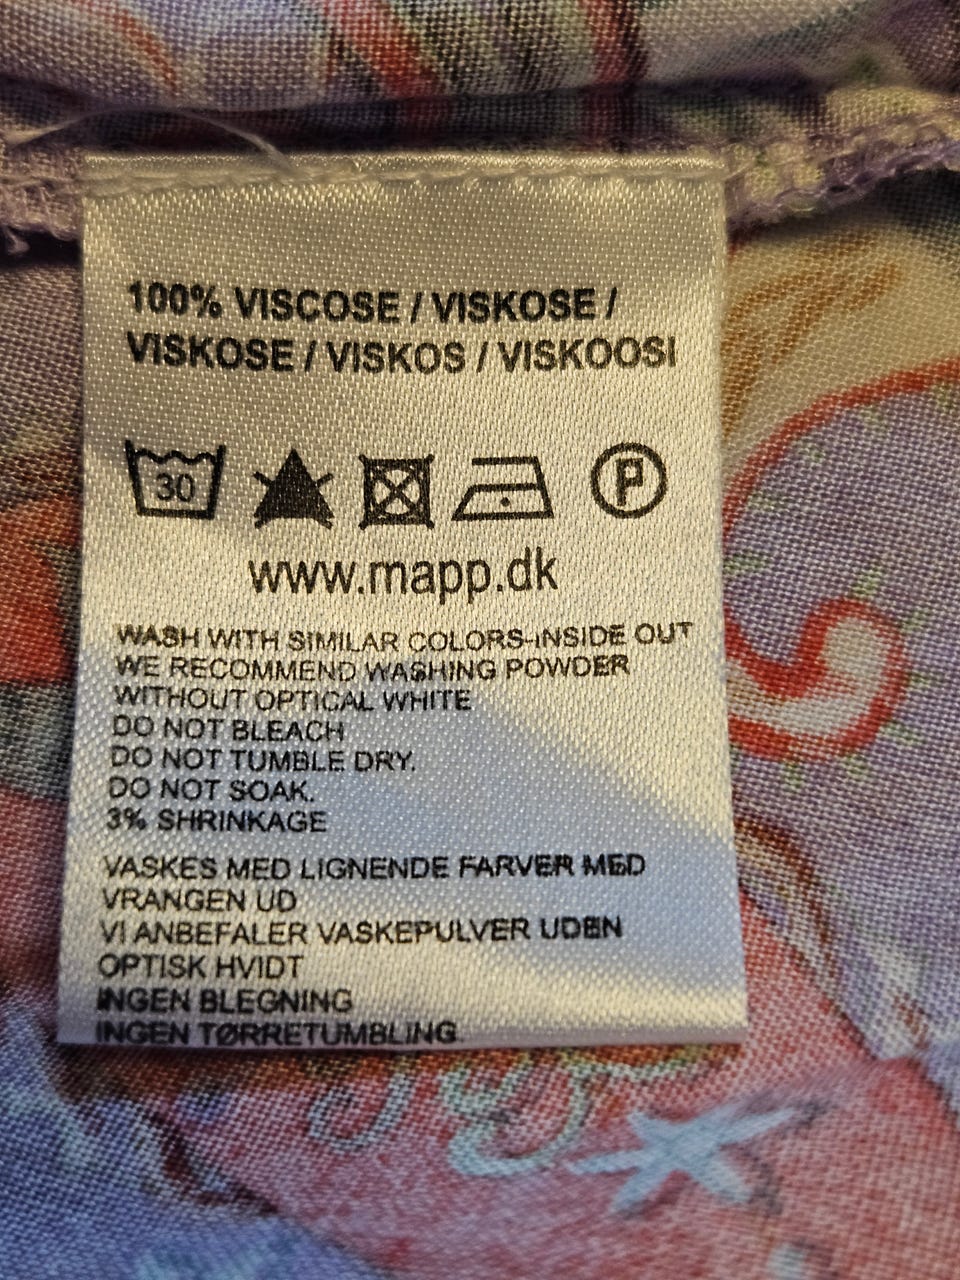 100% VISCOSE / VISKOSE /
VISKOSE / VISKOS / VISKOOSI
30 P
www.mapp.dk
WASH WITH SIMILAR COLORS-INSIDE OUT
WE RECOMMEND WASHING POWDER
WITHOUT OPTICAL WHITE
DO NOT BLEACH
DO NOT TUMBLE DRY.
DO NOT SOAK.
3% SHRINKAGE
VASKES MED LIGNENDE FARVER MED
VRANGEN UD
VI ANBEFALER VASKEPULVER UDEN
OPTISK HVIDT
INGEN BLEGNING
INGEN TØRRETUMBLING.